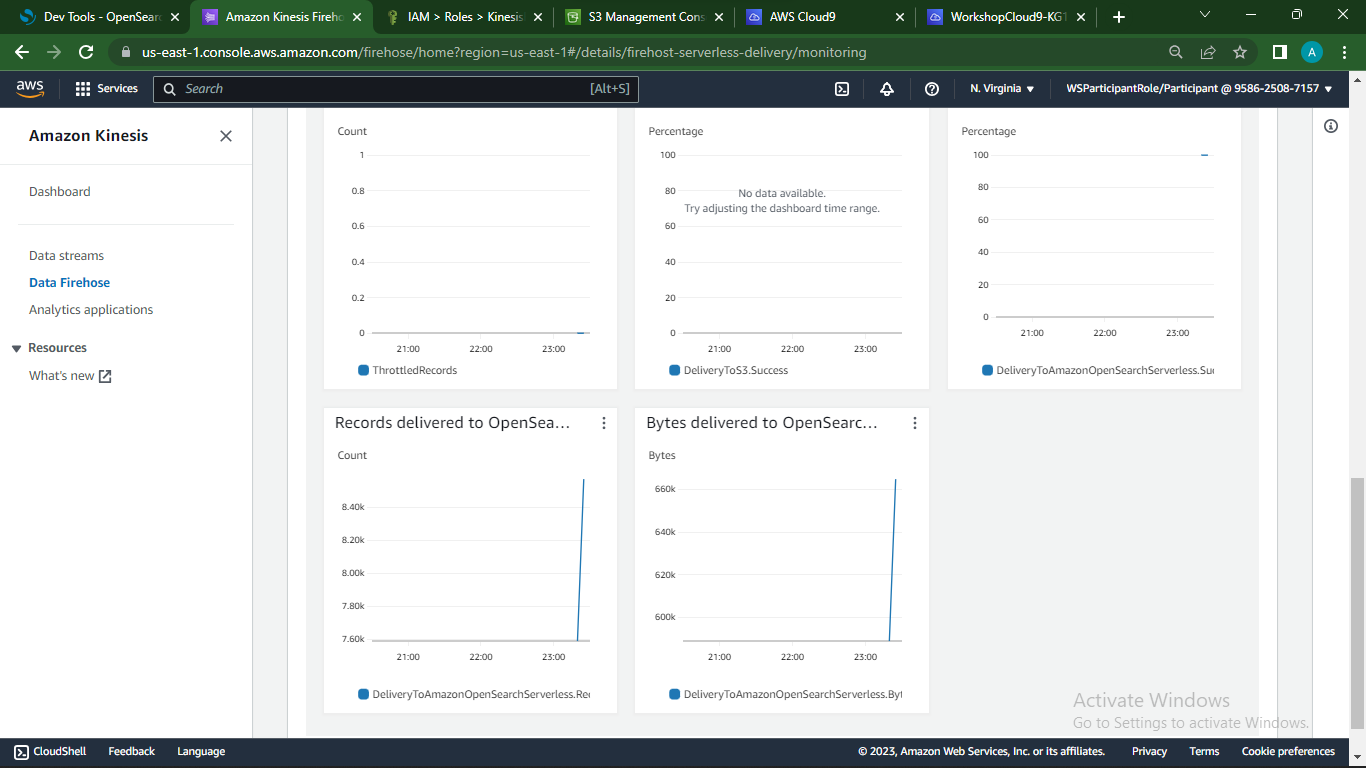 Dev Tools - OpenSearc
Amazon Kinesis Fireho
IAM > Roles > Kinesis
S3 Management Cons
AWS Cloud9
WorkshopCloud9-KG1
us-east-1.console.aws.amazon.com/firehose/home?region=us-east-1#/details/firehost-serverless-delivery/monitoring
A
aws
Services
Search
[Alt+S]
N. Virginia
WSParticipantRole/Participant @ 9586-2508-7157
Amazon Kinesis
Dashboard
Data streams
Data Firehose
Analytics applications
Resources
What's new
Count
1
0.8
0.6
0.4
0.2
0
21:00 22:00 23:00
ThrottledRecords
Percentage
100
80
60
40
20
0
No data available.
Try adjusting the dashboard time range.
21:00 22:00 23:00
DeliveryToS3.Success
Percentage
100
80
60
40
20
0
21:00 22:00 23:00
DeliveryToAmazonOpenSearchServerless.Suc
Records delivered to OpenSea...
Count
8.40k
8.20k
8.00k
7.80k
7.60k
21:00 22:00 23:00
DeliveryToAmazonOpenSearchServerless.Rec
Bytes delivered to OpenSearc...
Bytes
660k
640k
620k
600k
21:00 22:00 23:00
DeliveryToAmazonOpenSearchServerless.Byt
Activate Windows
Go to Settings to activate Windows.
CloudShell
Feedback
Language
© 2023, Amazon Web Services, Inc. or its affiliates.
Privacy
Terms
Cookie preferences